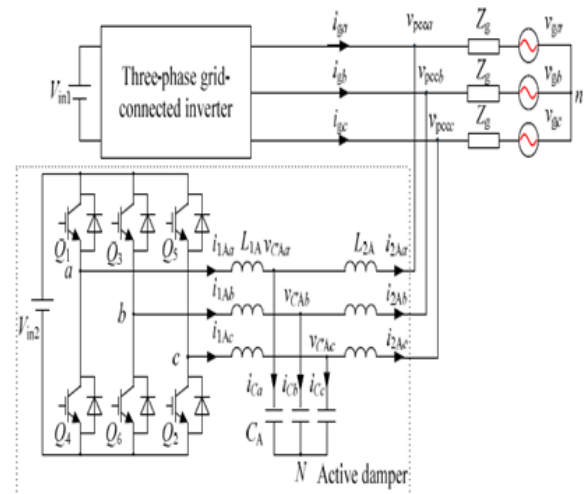 i_ga v_pcca Z_g v_ga
V_in1 Three-phase grid-
connected inverter
i_gb v_pccb Z_g v_gb n
i_gc v_pccc Z_g v_gc
Q_1 Q_3 Q_5
a i_1Aa L_1A v_CAa L_2A i_2Aa
V_in2 b i_1Ab v_CAb i_2Ab
c i_1Ac v_CAc i_2Ac
i_Ca i_Cb i_Cc
Q_4 Q_6 Q_2 C_A
N Active damper